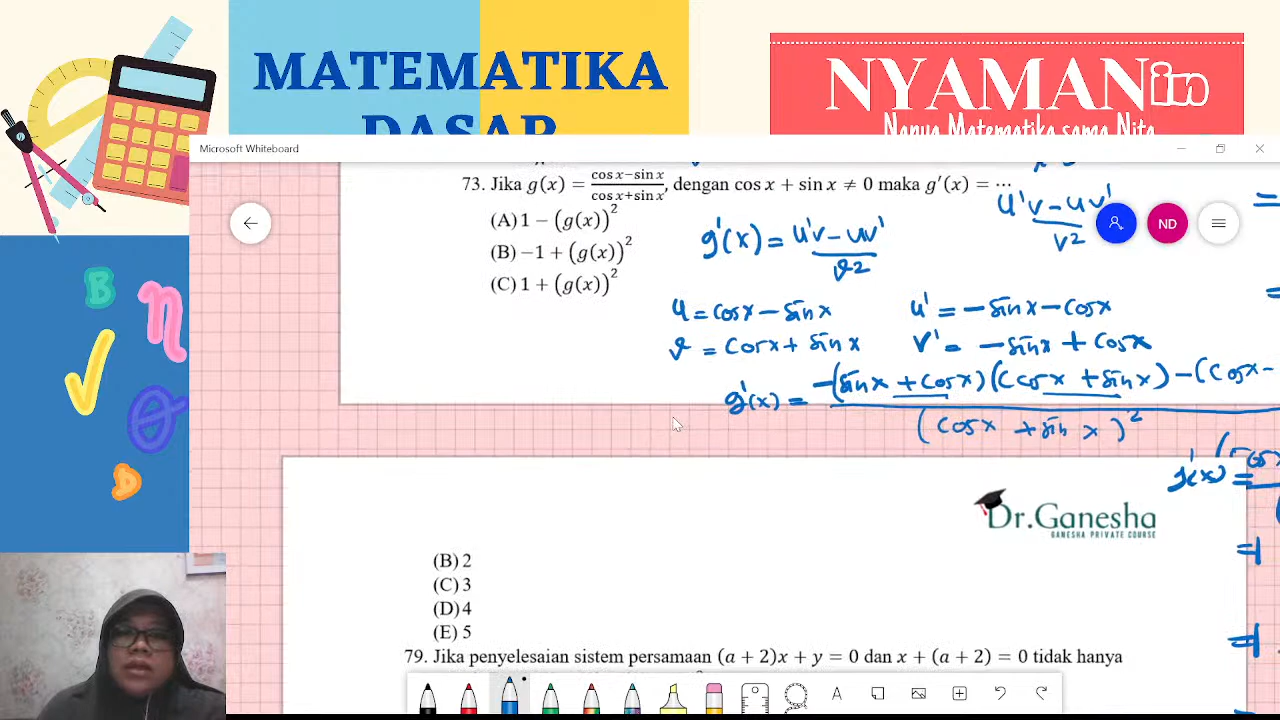 MATEMATIKA
DASAR
NYAMANin
Nanya Matematika sama Nita
Microsoft Whiteboard
73. Jika g(x) = (cos x−sin x)/(cos x+sin x), dengan cos x + sin x ≠ 0 maka g′(x) = ⋯
(A) 1 − (g(x))²
(B) −1 + (g(x))²
(C) 1 + (g(x))²
g'(x) = (u'v − uv')/v²
(u'v − uv')/v²
=
ND
u = cos x − sin x
u' = − sin x − cos x
v = cos x + sin x
v' = − sin x + cos x
g'(x) = −(sin x + cos x)(cos x + sin x) − (cos x −
(cos x + sin x)²
g'(x) =
Dr.Ganesha
GANESHA PRIVATE COURSE
(B) 2
(C) 3
(D) 4
(E) 5
79. Jika penyelesaian sistem persamaan (a + 2)x + y = 0 dan x + (a + 2) = 0 tidak hanya
B
η
θ
D
A